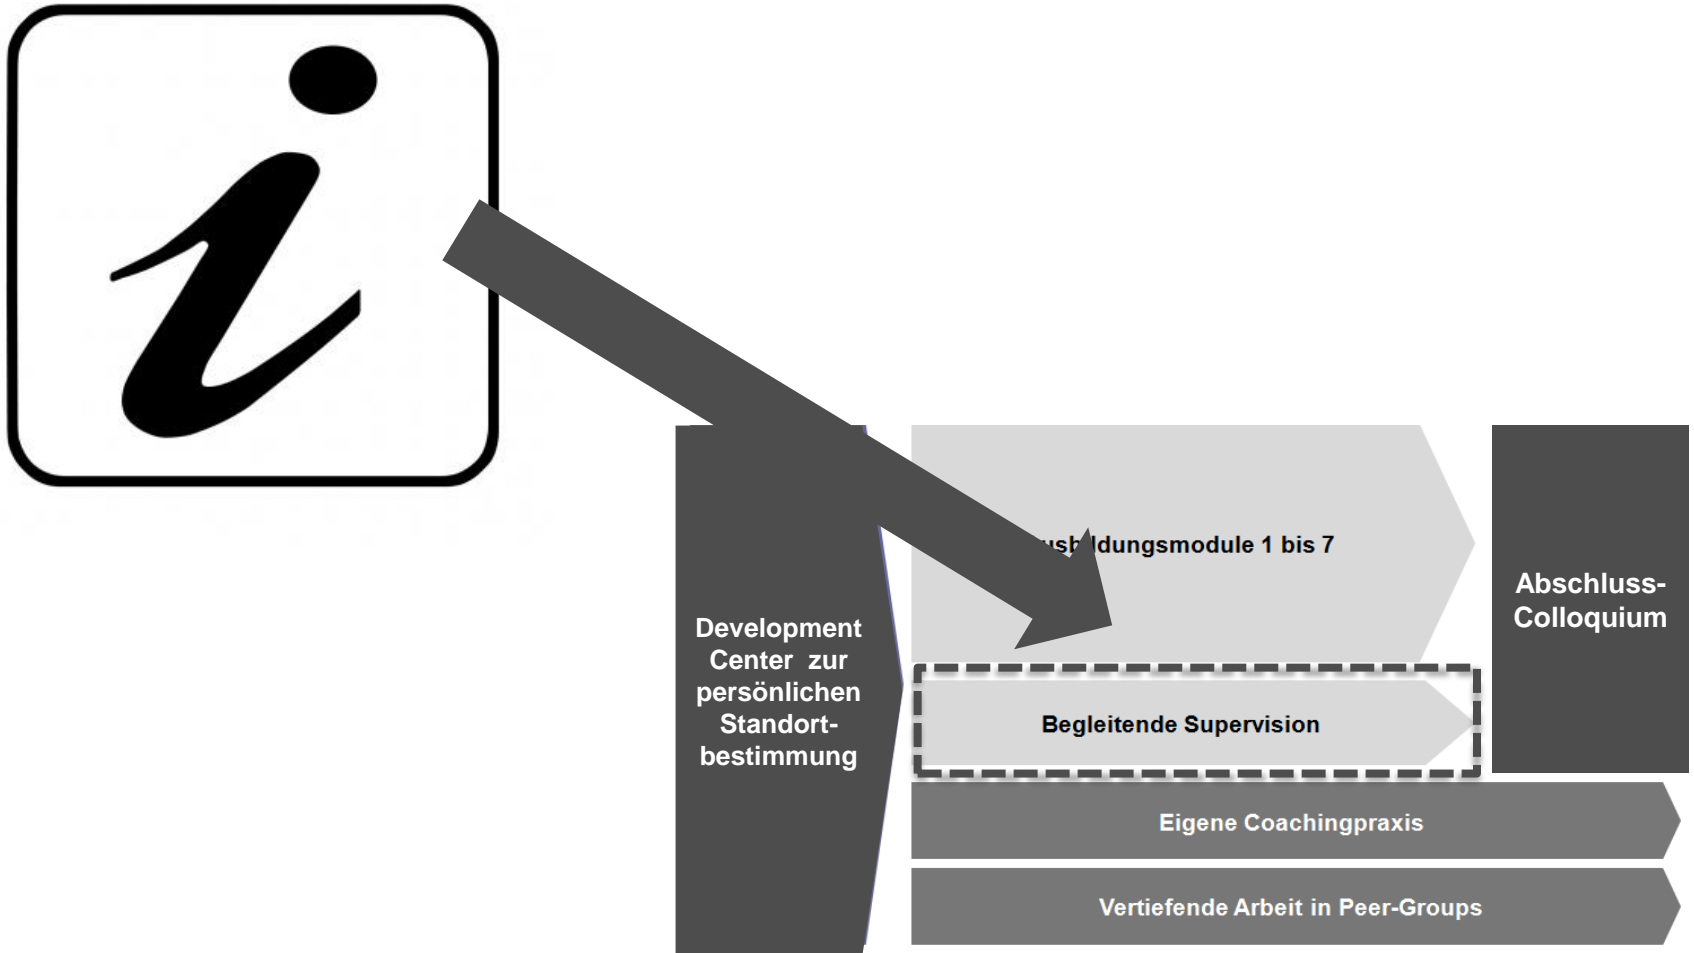 i
usbildungsmodule 1 bis 7
Abschluss-
Colloquium
Development
Center zur
persönlichen
Standort-
bestimmung
Begleitende Supervision
Eigene Coachingpraxis
Vertiefende Arbeit in Peer-Groups